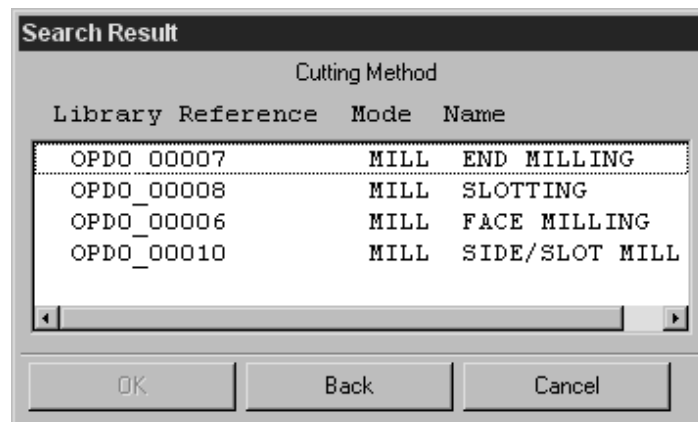 Search Result
Cutting Method
Library Reference Mode Name
OPD0_00007 MILL END MILLING
OPD0_00008 MILL SLOTTING
OPD0_00006 MILL FACE MILLING
OPD0_00010 MILL SIDE/SLOT MILL
OK Back Cancel